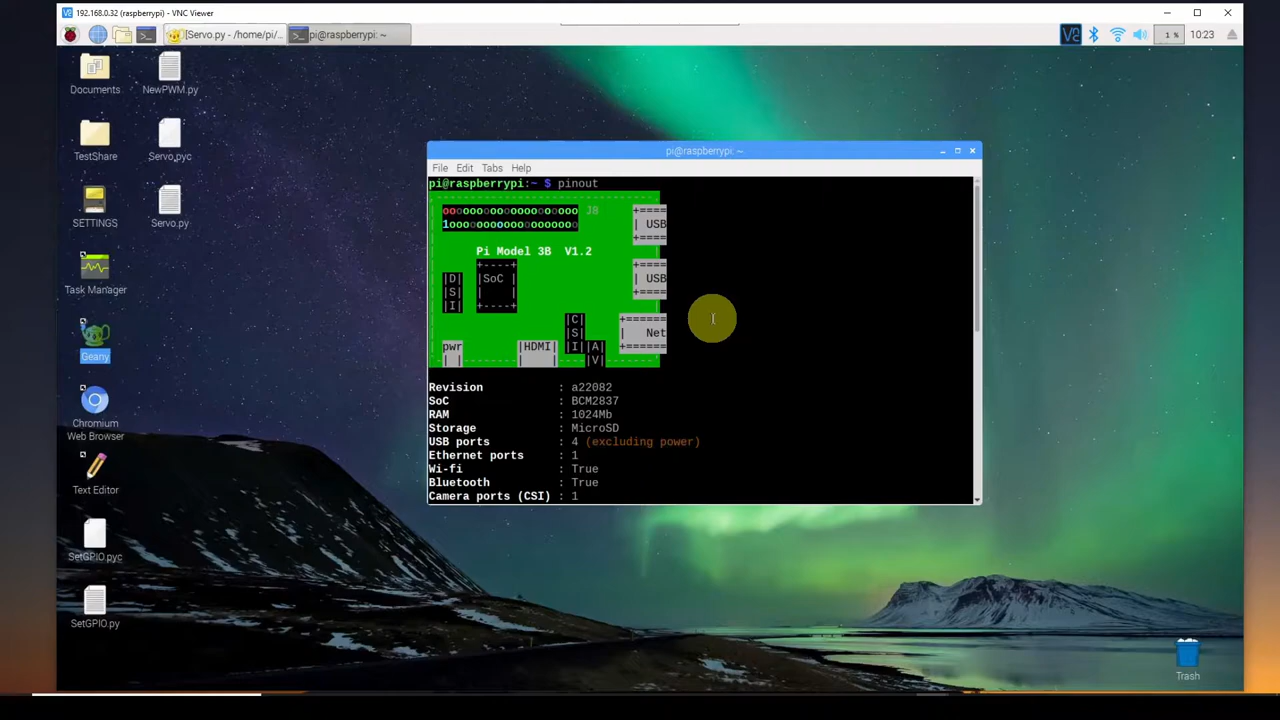 192.168.0.32 (raspberrypi) - VNC Viewer
[Servo.py - /home/pi/...
pi@raspberrypi: ~
1 %
10:23
Documents
NewPWM.py
TestShare
Servo.pyc
SETTINGS
Servo.py
Task Manager
Geany
Chromium
Web Browser
Text Editor
SetGPIO.pyc
SetGPIO.py
Trash
pi@raspberrypi: ~
File Edit Tabs Help
pi@raspberrypi:~ $ pinout
oooooooooooooooooooo J8
1ooooooooooooooooooo
+====
| USB
+====
Pi Model 3B V1.2
+----+
|D| |SoC |
|S| | |
|I| +----+
+====
| USB
+====
|C|
|S|
|I||A|
|V|
+======
| Net
+======
pwr
| |
|HDMI|
| |
Revision : a22082
SoC : BCM2837
RAM : 1024Mb
Storage : MicroSD
USB ports : 4 (excluding power)
Ethernet ports : 1
Wi-fi : True
Bluetooth : True
Camera ports (CSI) : 1